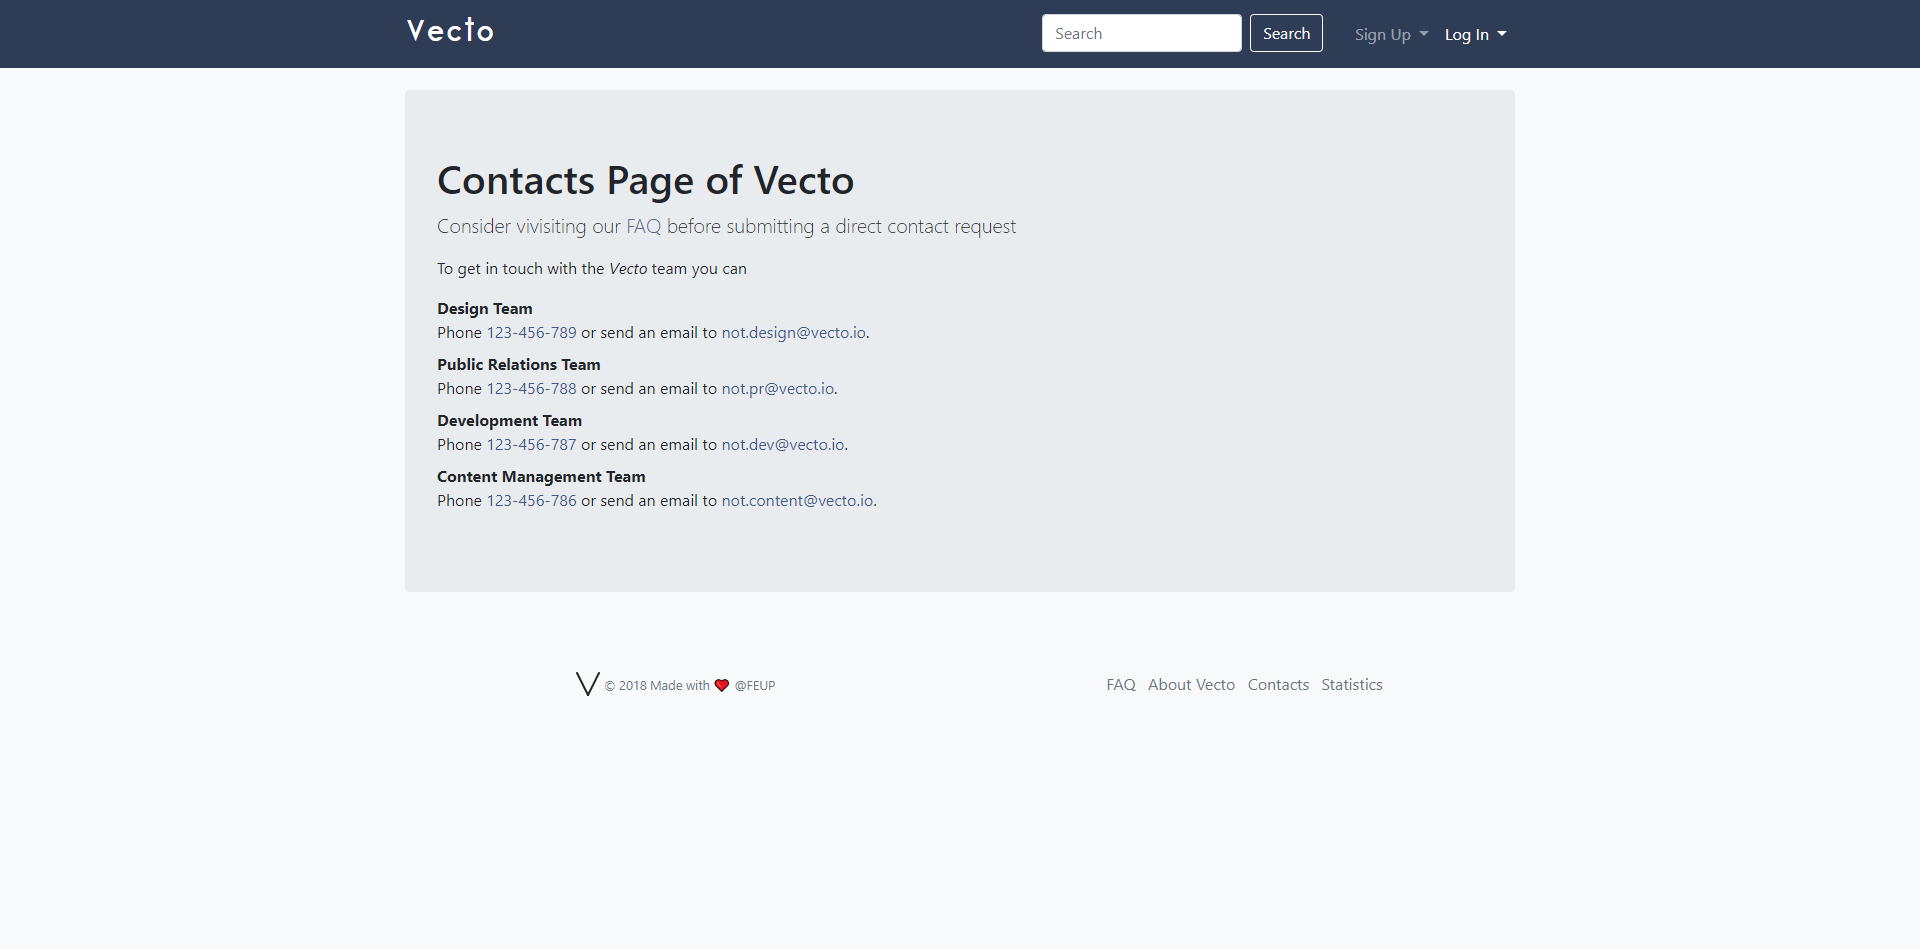 Vecto
Search
Search
Sign Up
Log In
Contacts Page of Vecto
Consider vivisiting our FAQ before submitting a direct contact request
To get in touch with the Vecto team you can
Design Team
Phone 123-456-789 or send an email to not.design@vecto.io.
Public Relations Team
Phone 123-456-788 or send an email to not.pr@vecto.io.
Development Team
Phone 123-456-787 or send an email to not.dev@vecto.io.
Content Management Team
Phone 123-456-786 or send an email to not.content@vecto.io.
V © 2018 Made with ❤ @FEUP
FAQ About Vecto Contacts Statistics